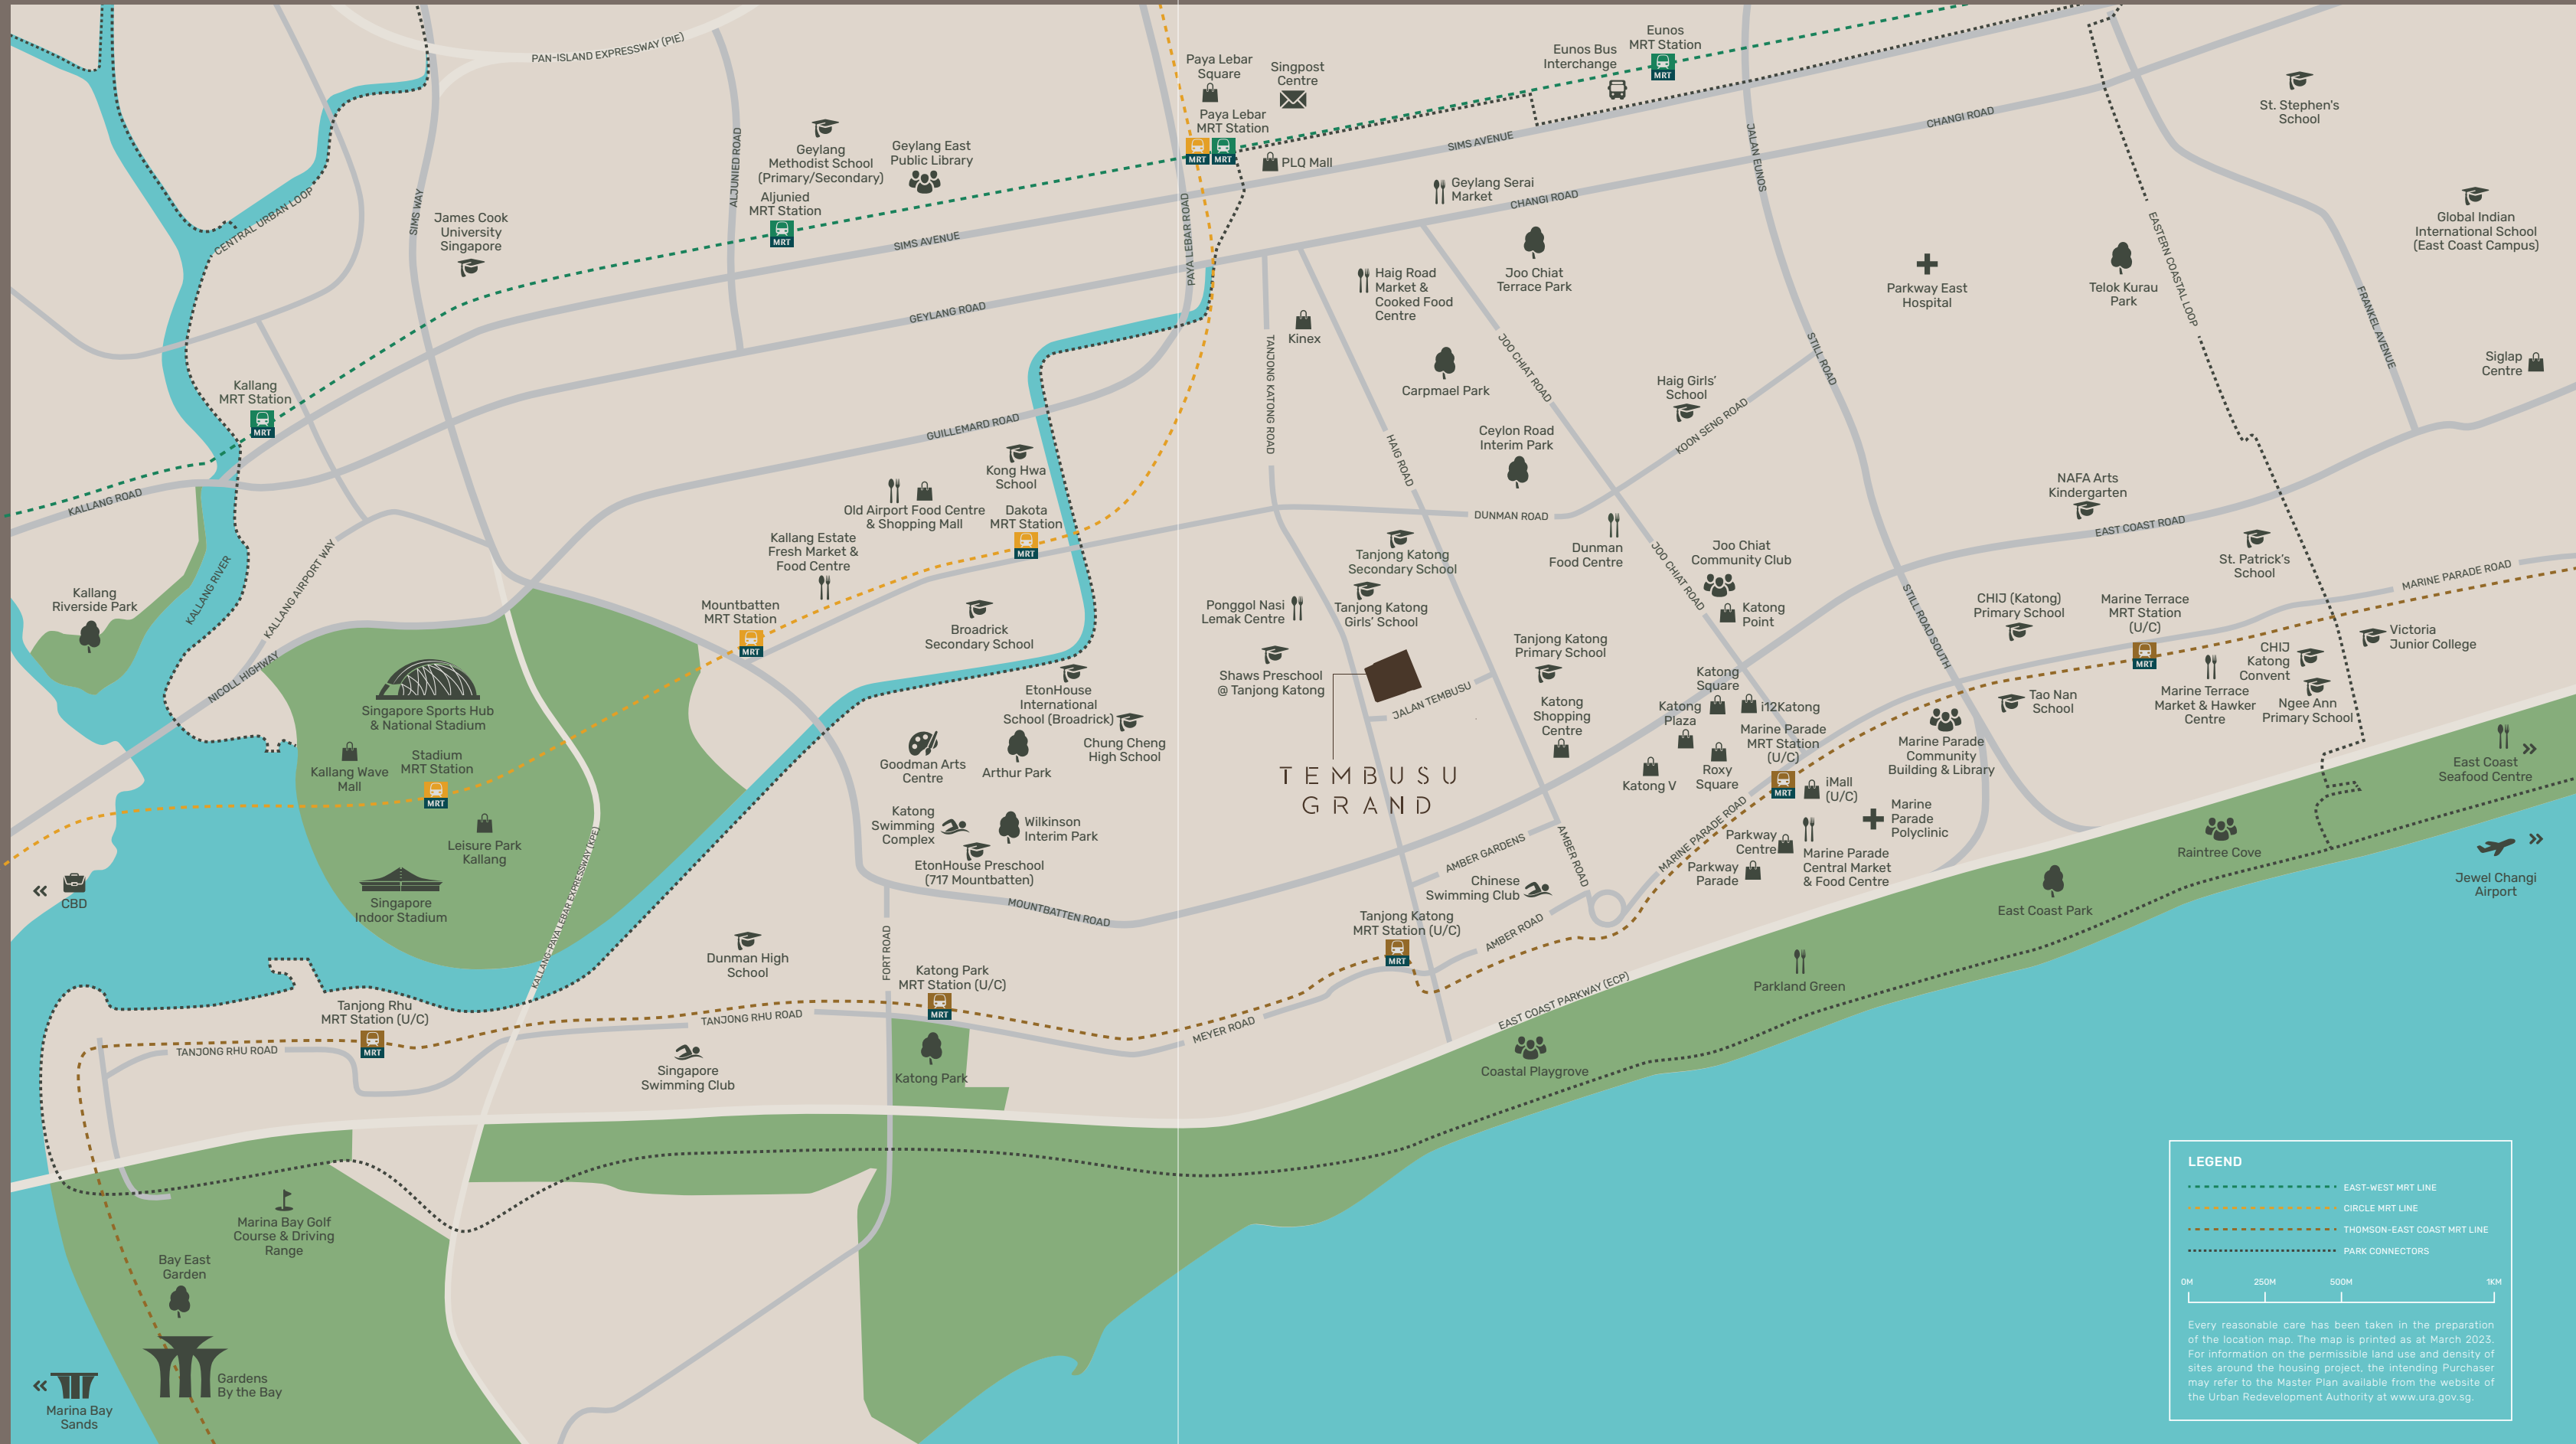 PAN-ISLAND EXPRESSWAY (PIE)
Paya Lebar
Square
Singpost
Centre
Eunos Bus
Interchange
Eunos
MRT Station
MRT
Paya Lebar
MRT Station
MRT
MRT
PLQ Mall
SIMS AVENUE
CHANGI ROAD
JALAN EUNOS
St. Stephen's
School
Geylang
Methodist School
(Primary/Secondary)
Geylang East
Public Library
ALJUNIED ROAD
Aljunied
MRT Station
MRT
SIMS WAY
CENTRAL URBAN LOOP
James Cook
University
Singapore
SIMS AVENUE
PAYA LEBAR ROAD
Geylang Serai
Market
CHANGI ROAD
Global Indian
International School
(East Coast Campus)
EASTERN COASTAL LOOP
Haig Road
Market &
Cooked Food
Centre
Joo Chiat
Terrace Park
Parkway East
Hospital
Telok Kurau
Park
FRANKEL AVENUE
GEYLANG ROAD
Kinex
TANJONG KATONG ROAD
JOO CHIAT ROAD
STILL ROAD
Siglap
Centre
Kallang
MRT Station
MRT
Carpmael Park
Haig Girls'
School
KOON SENG ROAD
GUILLEMARD ROAD
HAIG ROAD
Ceylon Road
Interim Park
Kong Hwa
School
KALLANG ROAD
Old Airport Food Centre
& Shopping Mall
Dakota
MRT Station
MRT
DUNMAN ROAD
NAFA Arts
Kindergarten
EAST COAST ROAD
Kallang Estate
Fresh Market &
Food Centre
Tanjong Katong
Secondary School
Dunman
Food Centre
Joo Chiat
Community Club
JOO CHIAT ROAD
St. Patrick's
School
MARINE PARADE ROAD
KALLANG RIVER
KALLANG AIRPORT WAY
Kallang
Riverside Park
Mountbatten
MRT Station
MRT
Broadrick
Secondary School
Ponggol Nasi
Lemak Centre
Tanjong Katong
Girls' School
Katong
Point
STILL ROAD SOUTH
CHIJ (Katong)
Primary School
Marine Terrace
MRT Station
(U/C)
MRT
Victoria
Junior College
CHIJ
Katong
Convent
NICOLL HIGHWAY
Singapore Sports Hub
& National Stadium
EtonHouse
International
School (Broadrick)
Shaws Preschool
@ Tanjong Katong
JALAN TEMBUSU
Tanjong Katong
Primary School
Katong
Square
i12Katong
Katong
Plaza
Katong
Shopping
Centre
Tao Nan
School
Marine Terrace
Market & Hawker
Centre
Ngee Ann
Primary School
Kallang Wave
Mall
Stadium
MRT Station
MRT
Goodman Arts
Centre
Arthur Park
Chung Cheng
High School
TEMBUSU
GRAND
Katong V
Roxy
Square
Marine Parade
MRT Station
(U/C)
MRT
iMall
(U/C)
Marine Parade
Community
Building & Library
East Coast
Seafood Centre
Leisure Park
Kallang
KALLANG-PAYA LEBAR EXPRESSWAY (KPE)
Katong
Swimming
Complex
Wilkinson
Interim Park
EtonHouse Preschool
(717 Mountbatten)
AMBER GARDENS
AMBER ROAD
MARINE PARADE ROAD
Parkway
Centre
Parkway
Parade
Marine Parade
Central Market
& Food Centre
Marine
Parade
Polyclinic
Raintree Cove
Jewel Changi
Airport
CBD
Singapore
Indoor Stadium
MOUNTBATTEN ROAD
Chinese
Swimming Club
East Coast Park
Dunman High
School
FORT ROAD
Tanjong Katong
MRT Station (U/C)
MRT
AMBER ROAD
Tanjong Rhu
MRT Station (U/C)
MRT
TANJONG RHU ROAD
Katong Park
MRT Station (U/C)
MRT
MEYER ROAD
EAST COAST PARKWAY (ECP)
Parkland Green
TANJONG RHU ROAD
Singapore
Swimming Club
Katong Park
Coastal Playgrove
Marina Bay Golf
Course & Driving
Range
Bay East
Garden
Gardens
By the Bay
Marina Bay
Sands
LEGEND
EAST-WEST MRT LINE
CIRCLE MRT LINE
THOMSON-EAST COAST MRT LINE
PARK CONNECTORS
0M 250M 500M 1KM
Every reasonable care has been taken in the preparation
of the location map. The map is printed as at March 2023.
For information on the permissible land use and density of
sites around the housing project, the intending Purchaser
may refer to the Master Plan available from the website of
the Urban Redevelopment Authority at www.ura.gov.sg.